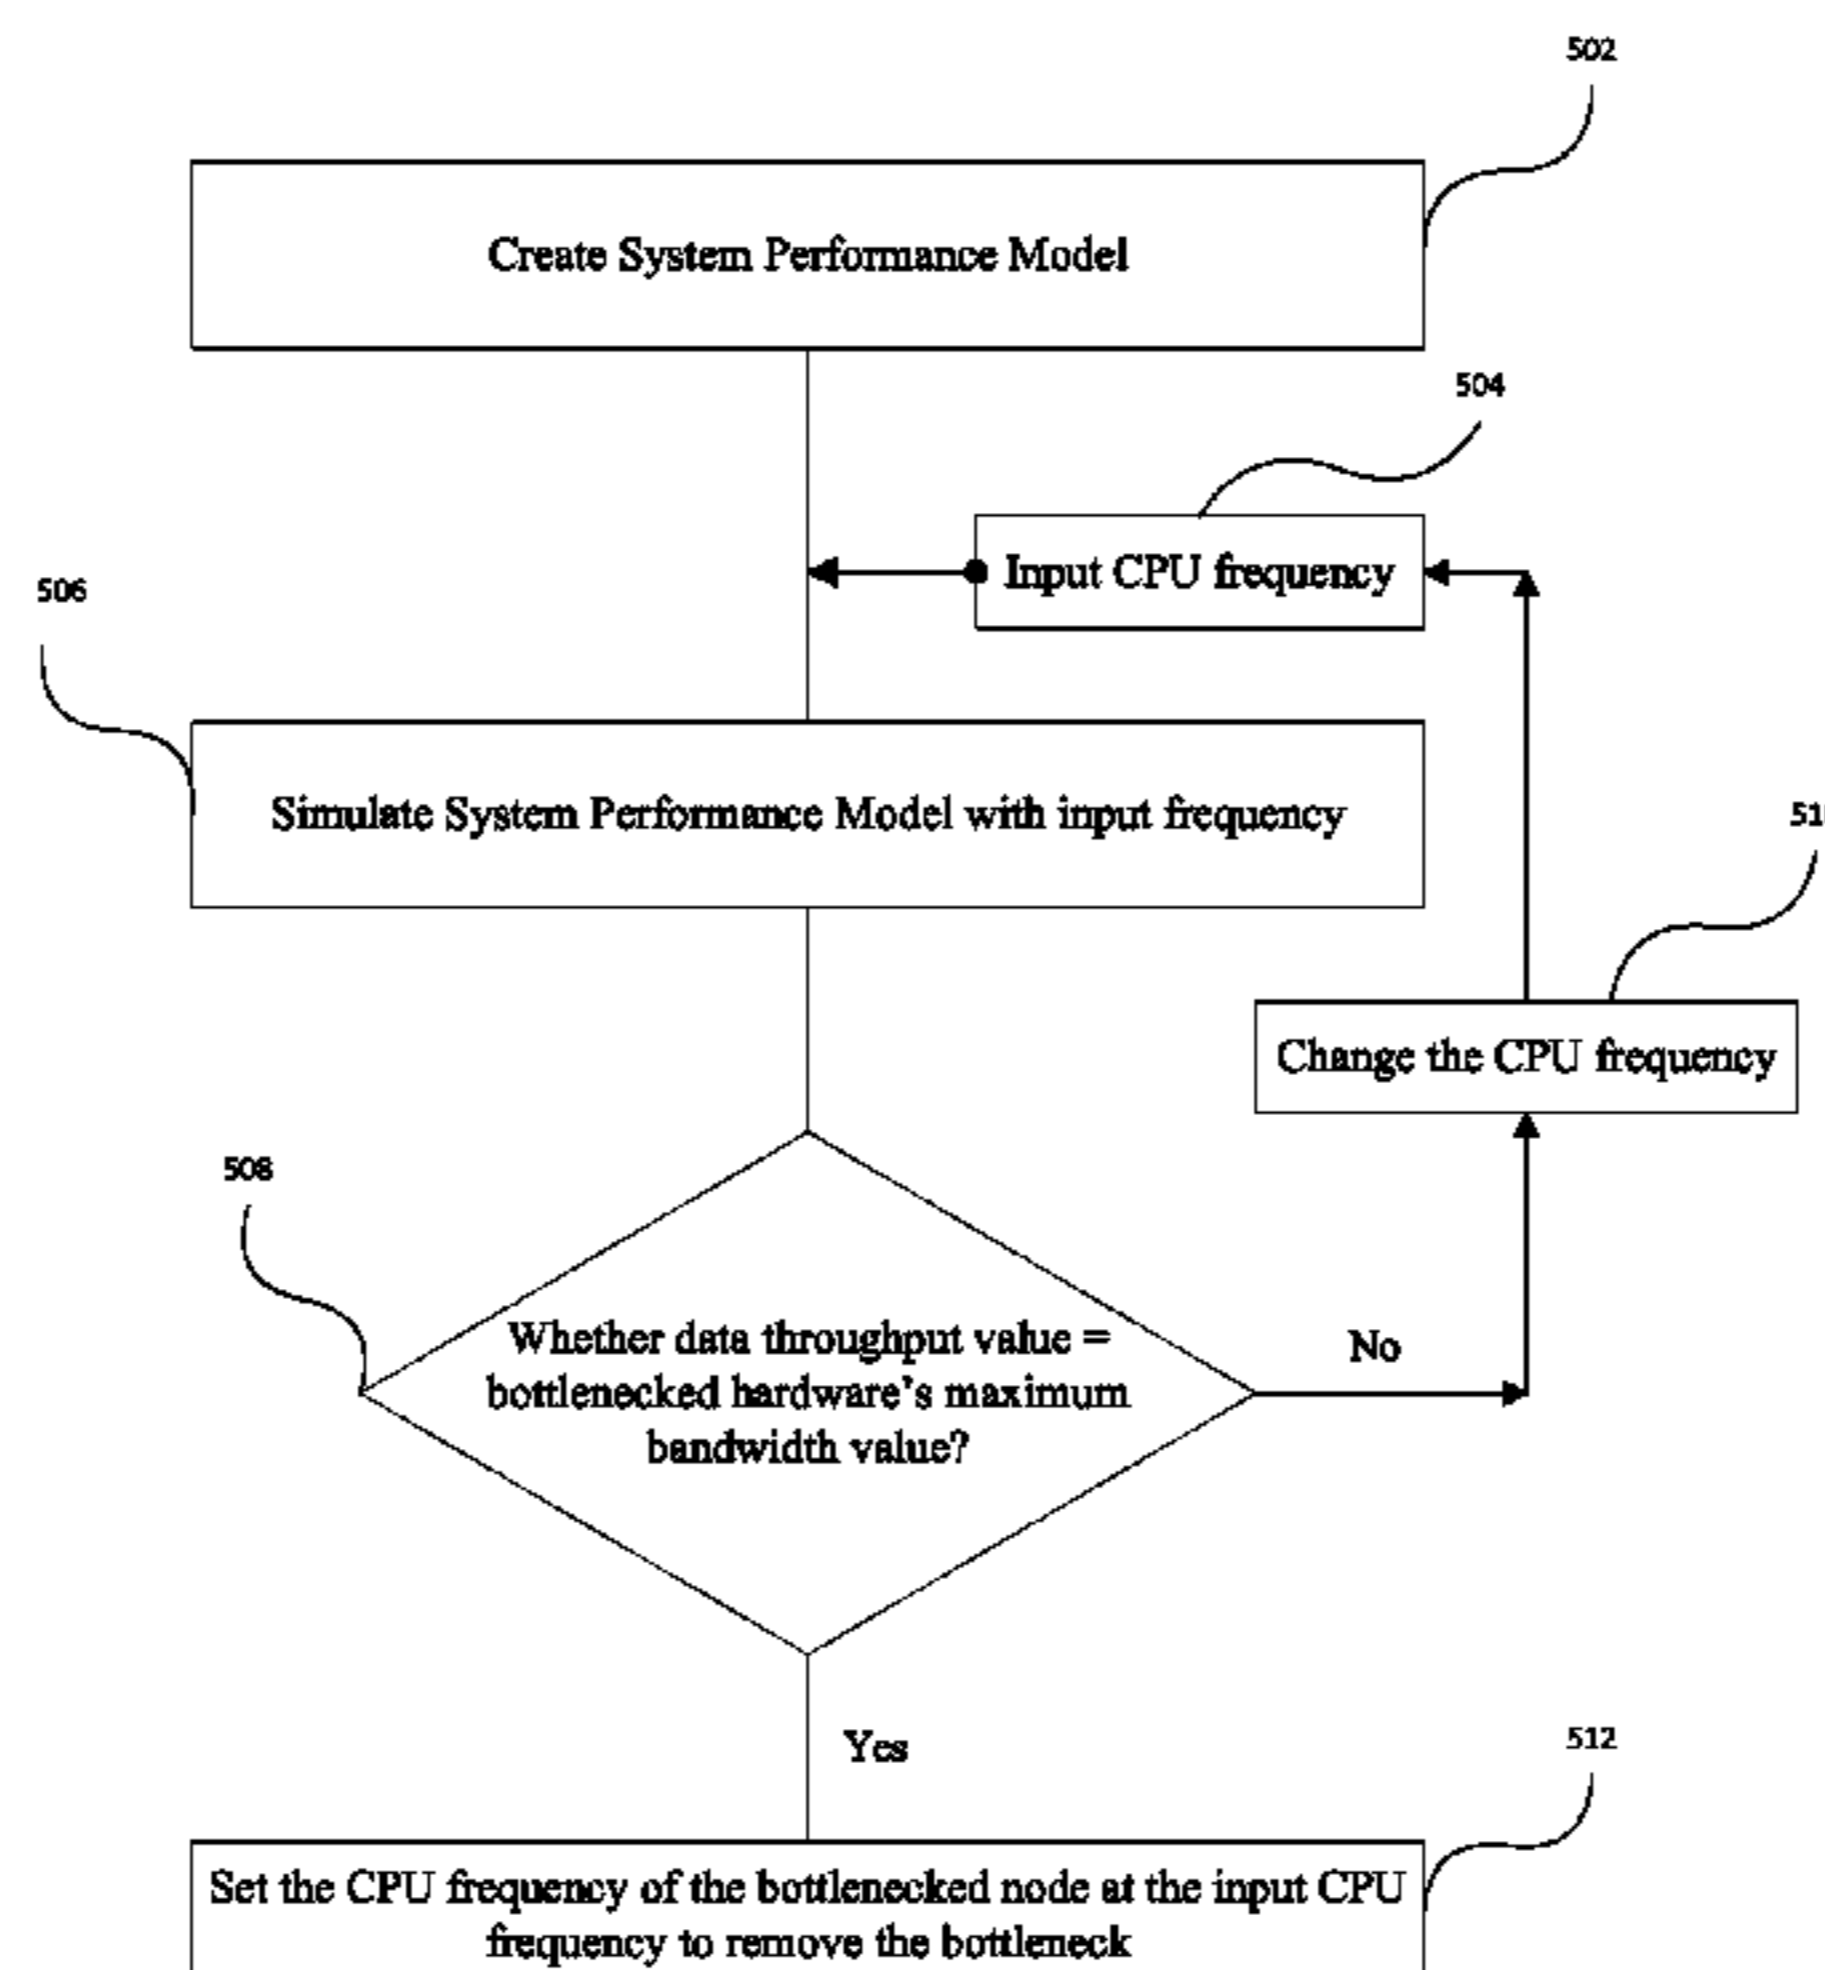 502
Create System Performance Model
504
Input CPU frequency
506
Simulate System Performance Model with input frequency
Change the CPU frequency
508
Whether data throughput value =
bottlenecked hardware's maximum
bandwidth value?
No
Yes
512
Set the CPU frequency of the bottlenecked node at the input CPU
frequency to remove the bottleneck